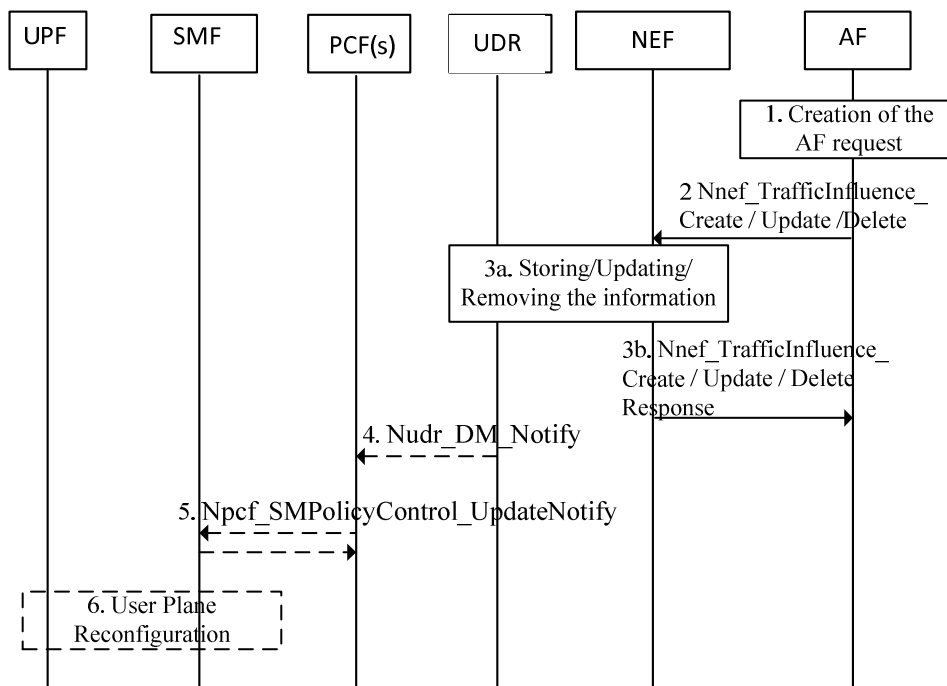 UPF
SMF
PCF(s)
UDR
NEF
AF
1. Creation of the
AF request
2 Nnef_TrafficInfluence_
Create / Update /Delete
3a. Storing/Updating/
Removing the information
3b. Nnef_TrafficInfluence_
Create / Update / Delete
Response
4. Nudr_DM_Notify
5. Npcf_SMPolicyControl_UpdateNotify
6. User Plane
Reconfiguration